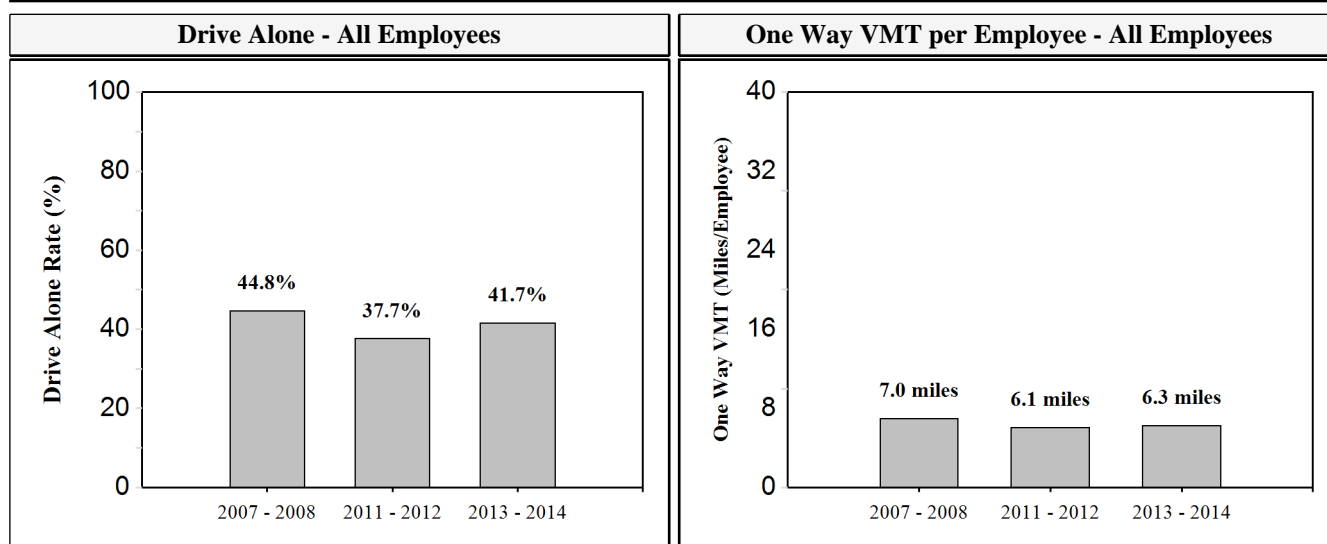 Drive Alone - All Employees
One Way VMT per Employee - All Employees
Drive Alone Rate (%)
100
80
60
40
20
0
44.8%
37.7%
41.7%
2007 - 2008
2011 - 2012
2013 - 2014
One Way VMT (Miles/Employee)
40
32
24
16
8
0
7.0 miles
6.1 miles
6.3 miles
2007 - 2008
2011 - 2012
2013 - 2014